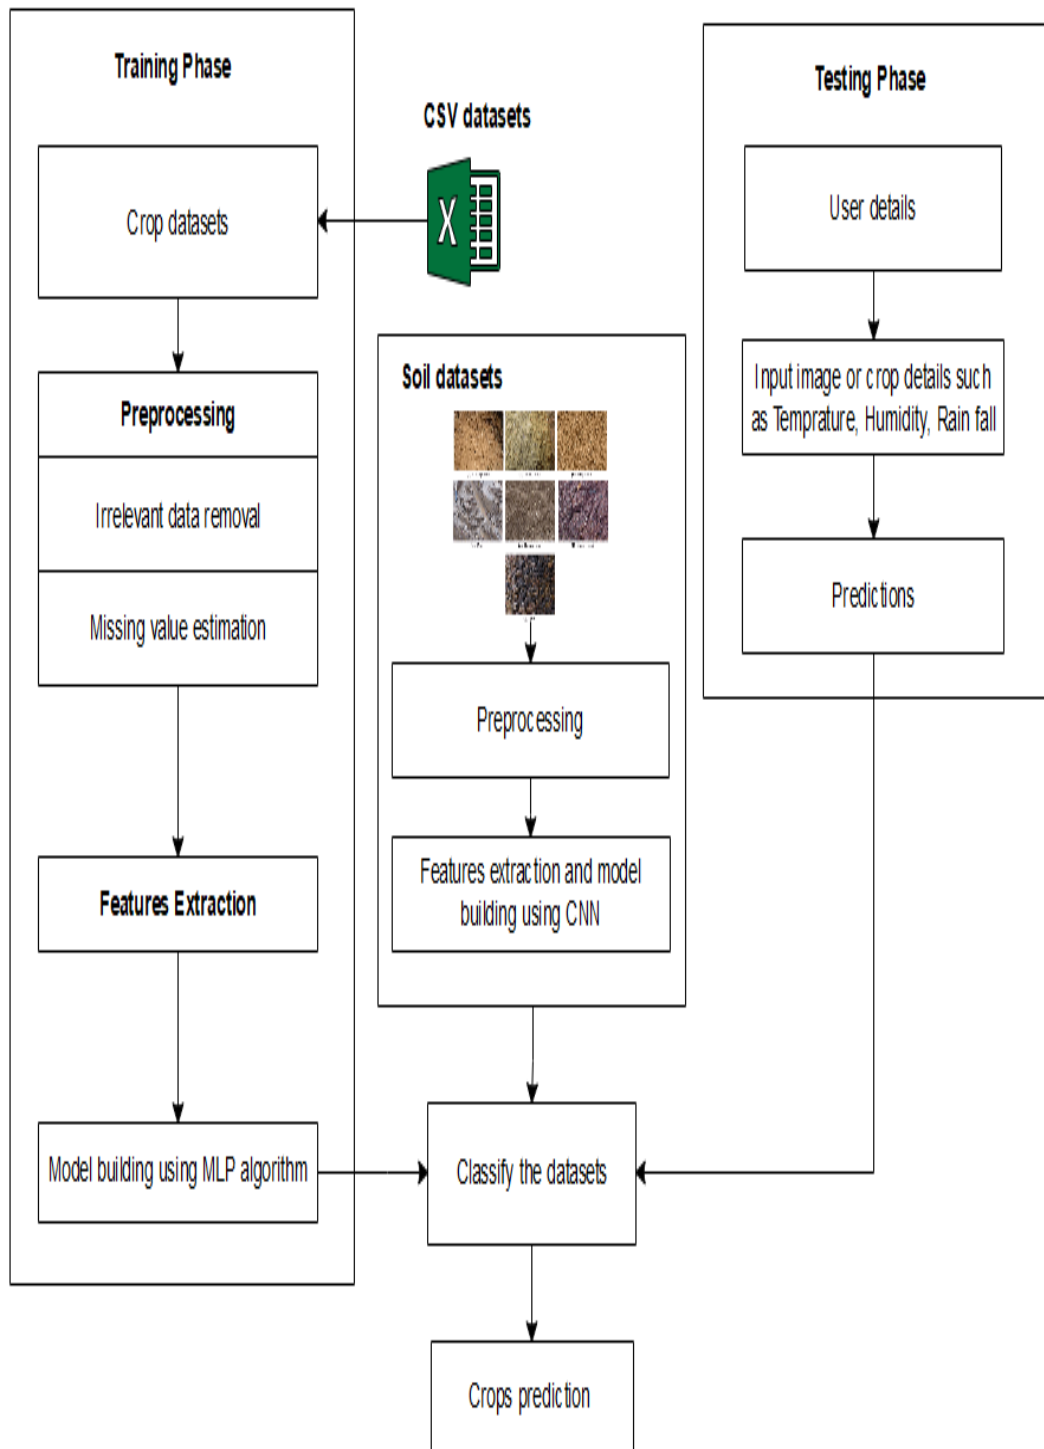 Training Phase
Crop datasets
Preprocessing
Irrelevant data removal
Missing value estimation
Features Extraction
Model building using MLP algorithm
CSV datasets
X
Soil datasets
Preprocessing
Features extraction and model
building using CNN
Classify the datasets
Crops prediction
Testing Phase
User details
Input image or crop details such
as Temprature, Humidity, Rain fall
Predictions